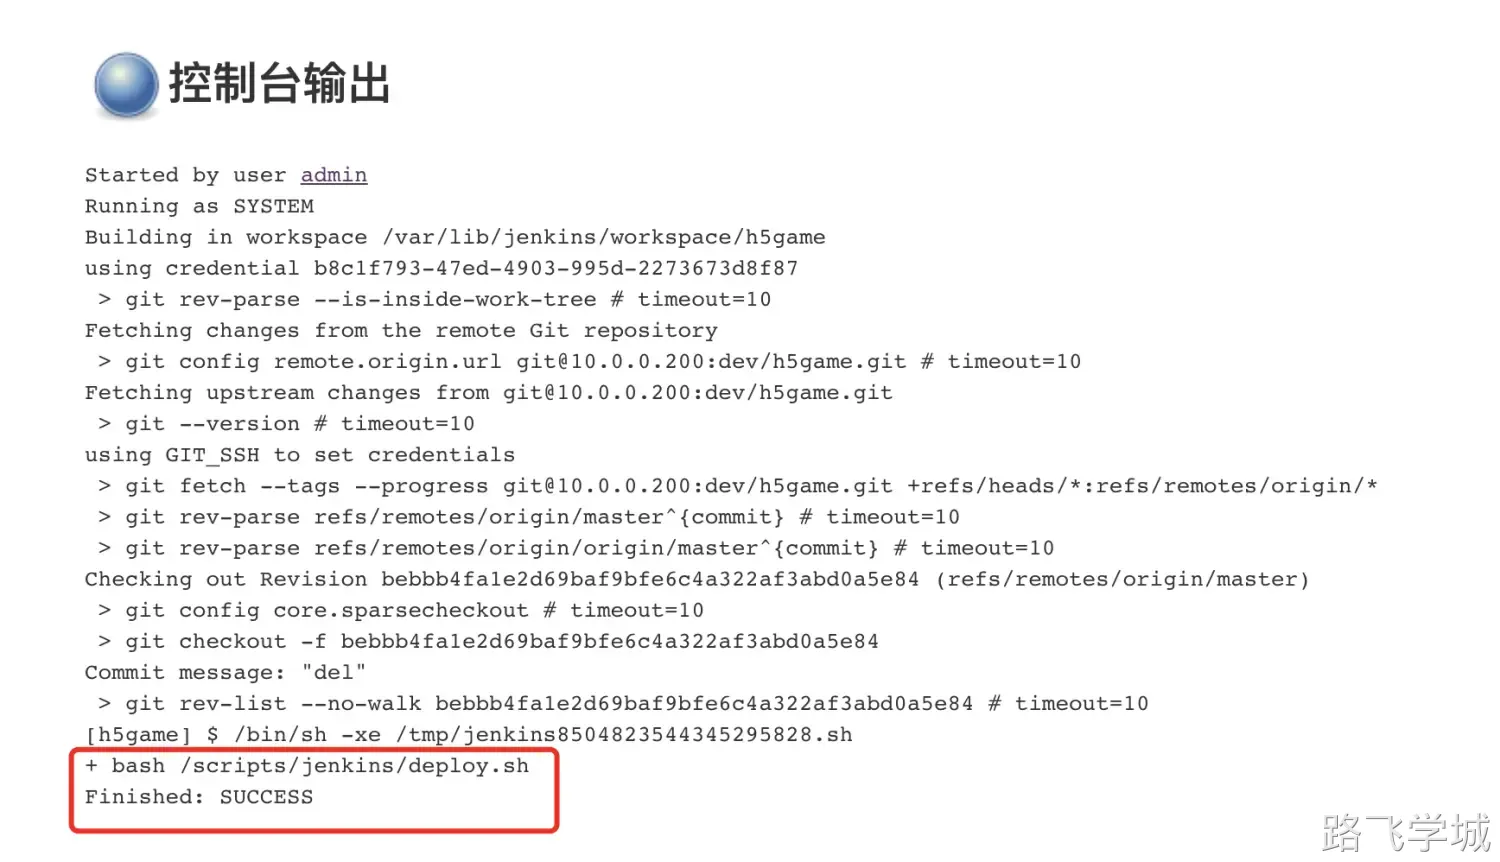 控制台输出
Started by user admin
Running as SYSTEM
Building in workspace /var/lib/jenkins/workspace/h5game
using credential b8c1f793-47ed-4903-995d-2273673d8f87
 > git rev-parse --is-inside-work-tree # timeout=10
Fetching changes from the remote Git repository
 > git config remote.origin.url git@10.0.0.200:dev/h5game.git # timeout=10
Fetching upstream changes from git@10.0.0.200:dev/h5game.git
 > git --version # timeout=10
using GIT_SSH to set credentials
 > git fetch --tags --progress git@10.0.0.200:dev/h5game.git +refs/heads/*:refs/remotes/origin/*
 > git rev-parse refs/remotes/origin/master^{commit} # timeout=10
 > git rev-parse refs/remotes/origin/origin/master^{commit} # timeout=10
Checking out Revision bebbb4fa1e2d69baf9bfe6c4a322af3abd0a5e84 (refs/remotes/origin/master)
 > git config core.sparsecheckout # timeout=10
 > git checkout -f bebbb4fa1e2d69baf9bfe6c4a322af3abd0a5e84
Commit message: "del"
 > git rev-list --no-walk bebbb4fa1e2d69baf9bfe6c4a322af3abd0a5e84 # timeout=10
[h5game] $ /bin/sh -xe /tmp/jenkins8504823544345295828.sh
+ bash /scripts/jenkins/deploy.sh
Finished: SUCCESS
路飞学城